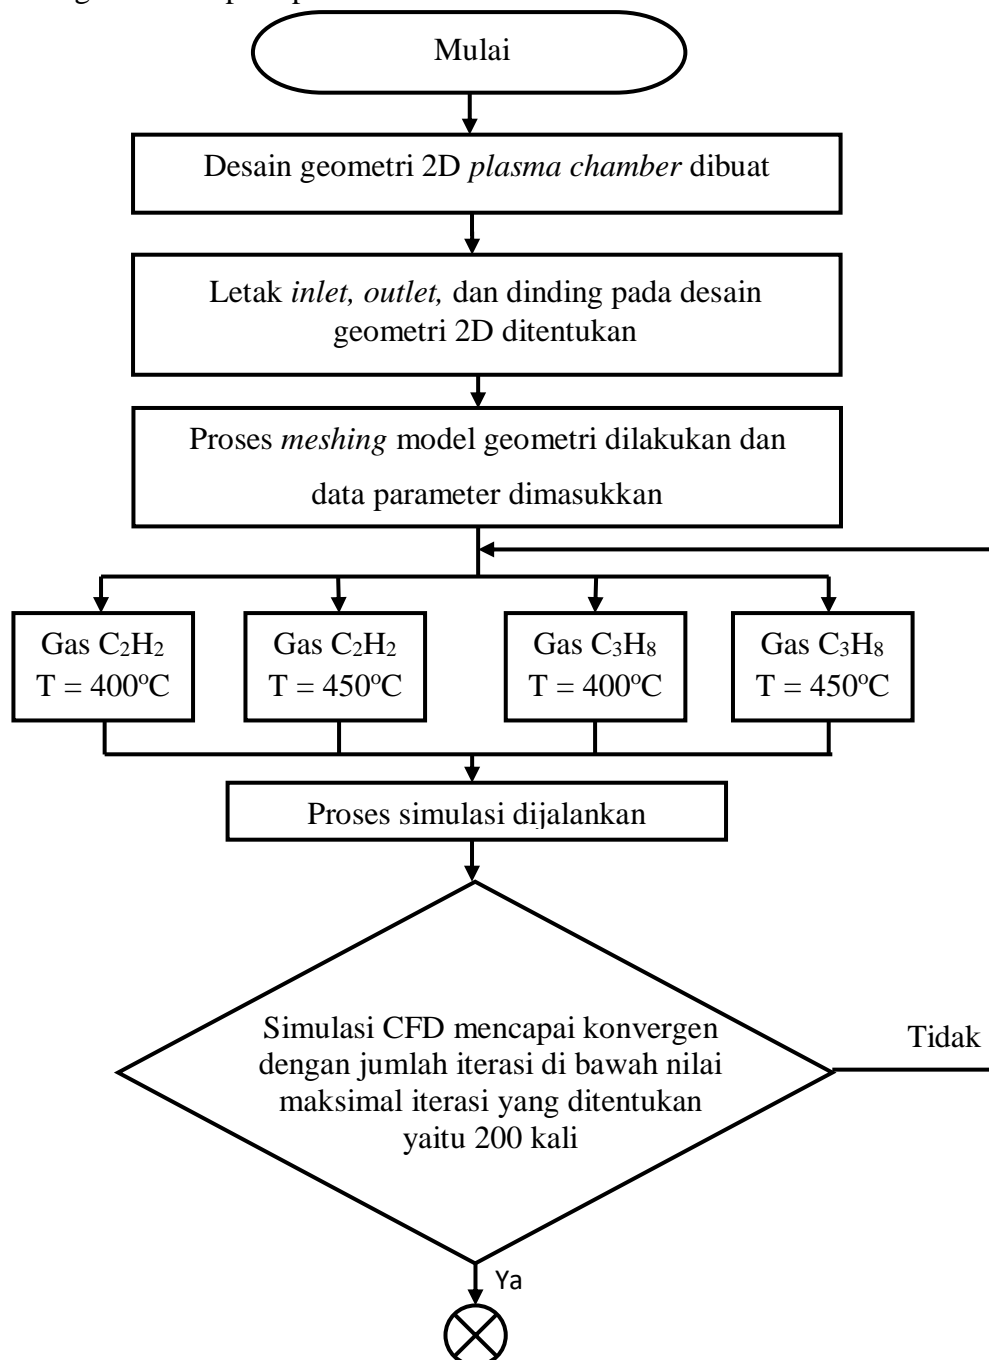 Mulai
Desain geometri 2D plasma chamber dibuat
Letak inlet, outlet, dan dinding pada desain
geometri 2D ditentukan
Proses meshing model geometri dilakukan dan
data parameter dimasukkan
Gas C₂H₂
T = 400ºC
Gas C₂H₂
T = 450ºC
Gas C₃H₈
T = 400ºC
Gas C₃H₈
T = 450ºC
Proses simulasi dijalankan
Simulasi CFD mencapai konvergen
dengan jumlah iterasi di bawah nilai
maksimal iterasi yang ditentukan
yaitu 200 kali
Tidak
Ya